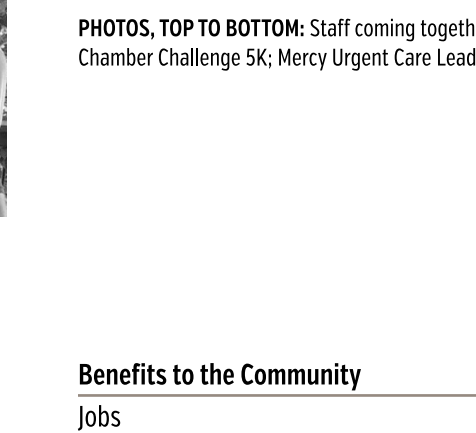 PHOTOS, TOP TO BOTTOM: Staff coming togeth
Chamber Challenge 5K; Mercy Urgent Care Lead
Benefits to the Community
Jobs